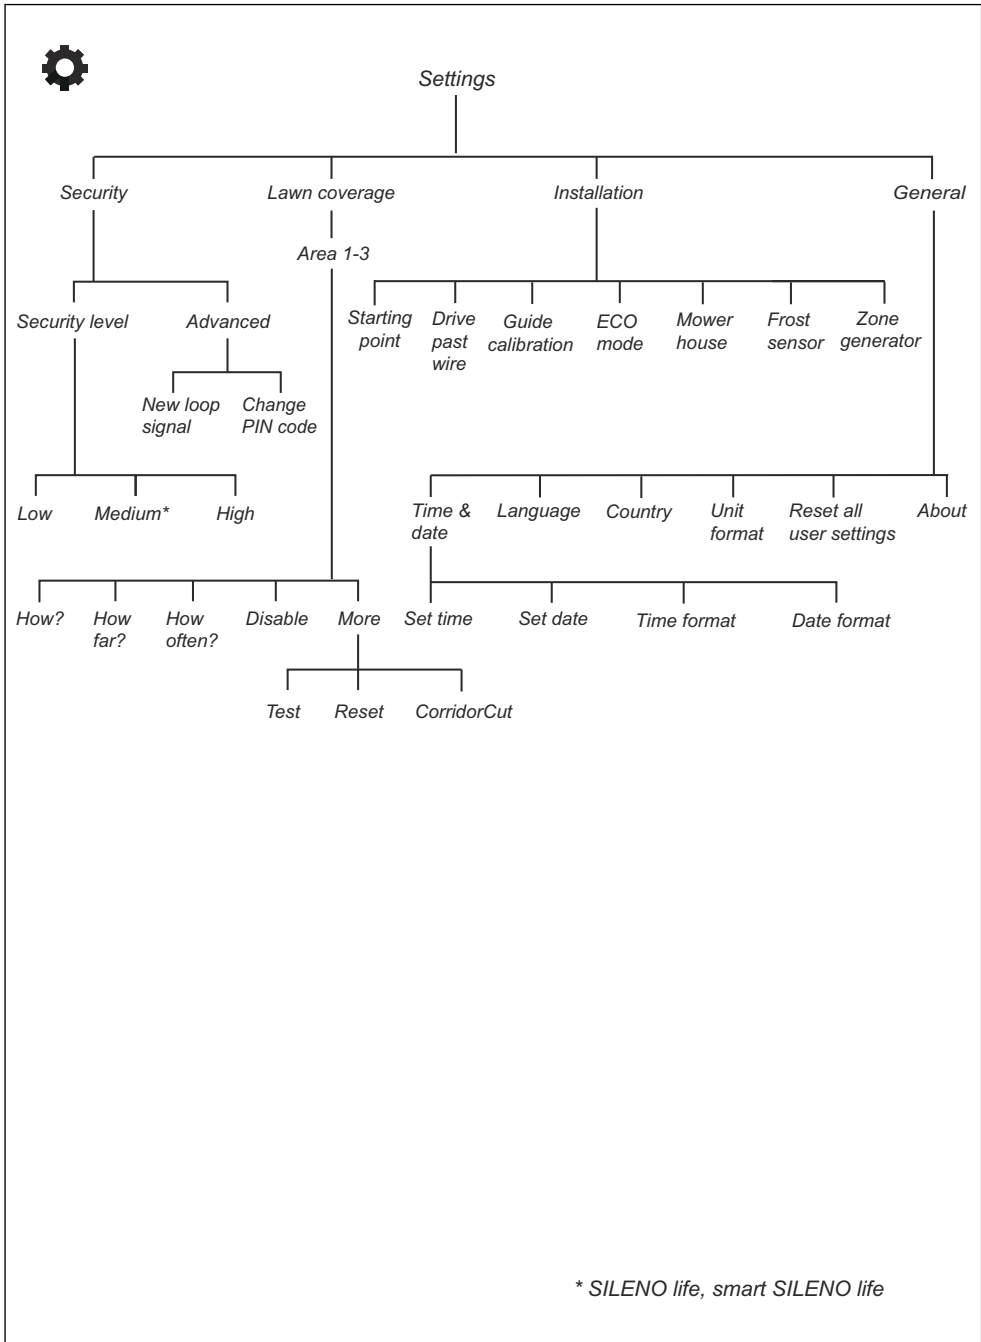 Settings
Security
Lawn coverage
Installation
General
Area 1-3
Security level
Advanced
Starting
point
Drive
past
wire
Guide
calibration
ECO
mode
Mower
house
Frost
sensor
Zone
generator
New loop
signal
Change
PIN code
Low
Medium*
High
Time &
date
Language
Country
Unit
format
Reset all
user settings
About
How?
How
far?
How
often?
Disable
More
Set time
Set date
Time format
Date format
Test
Reset
CorridorCut
* SILENO life, smart SILENO life